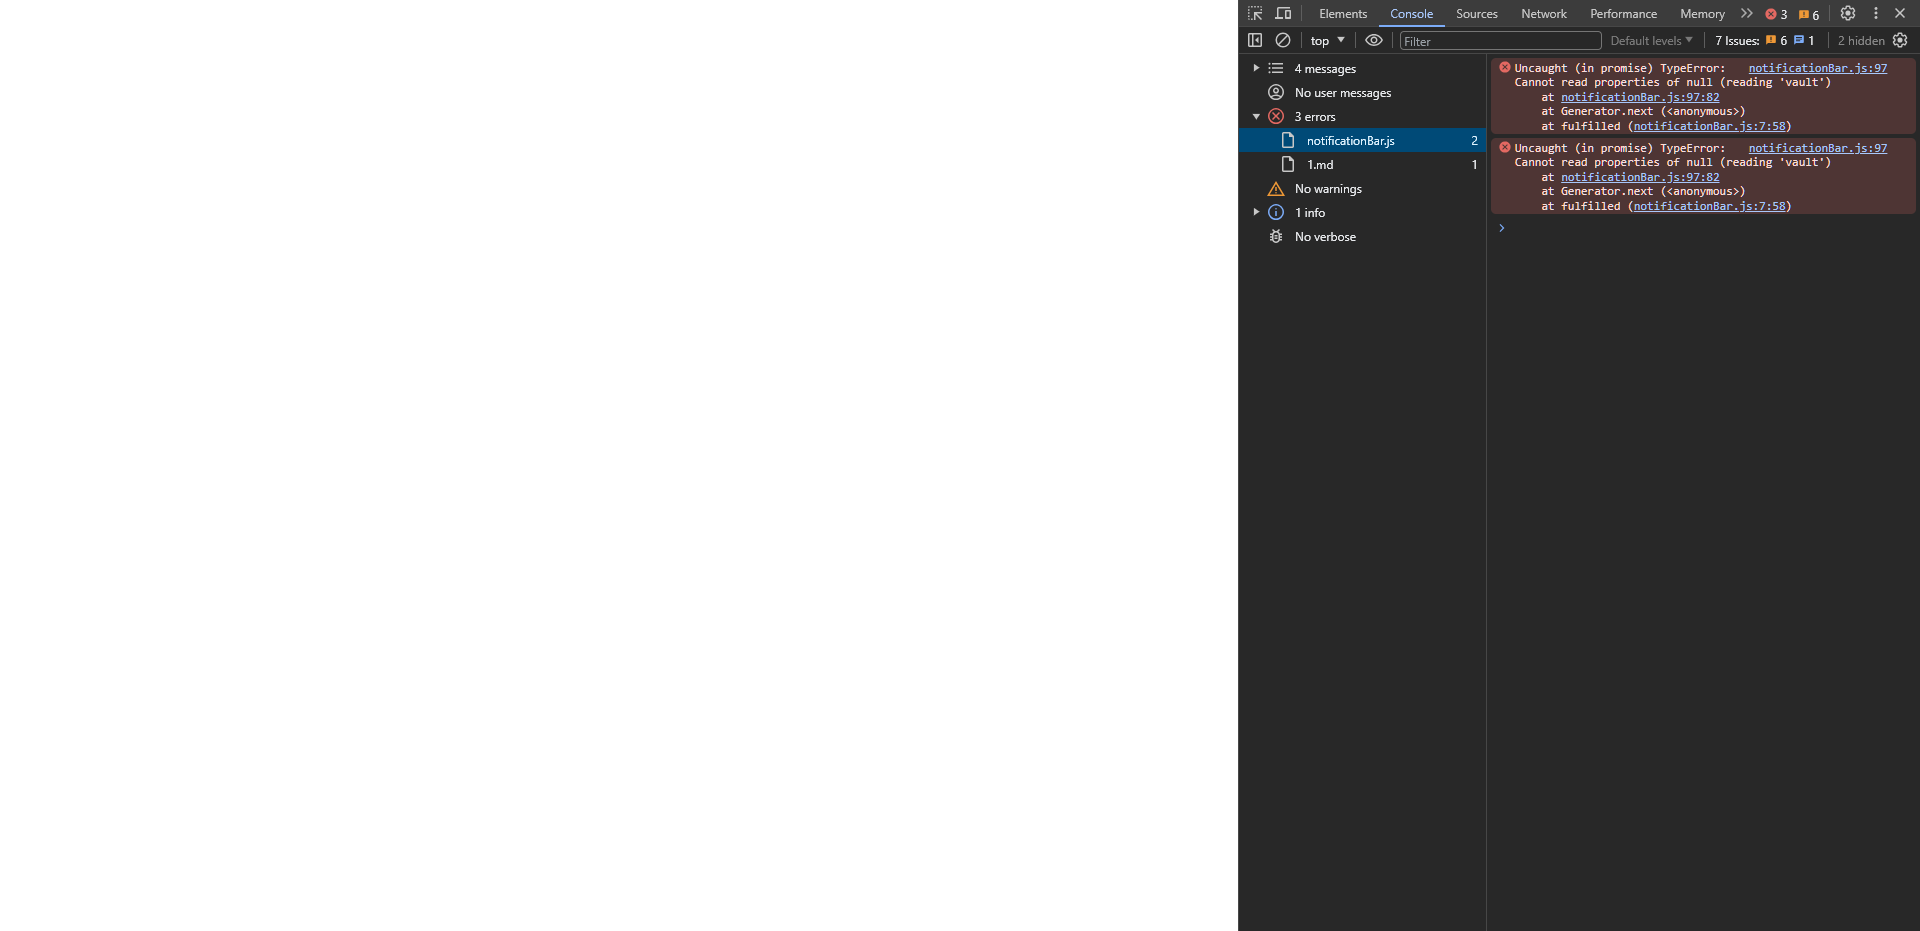 Elements Console Sources Network Performance Memory 3 6
top Filter Default levels 7 Issues: 6 1 2 hidden
4 messages
No user messages
3 errors
notificationBar.js 2
1.md 1
No warnings
1 info
No verbose
Uncaught (in promise) TypeError: notificationBar.js:97
Cannot read properties of null (reading 'vault')
at notificationBar.js:97:82
at Generator.next (<anonymous>)
at fulfilled (notificationBar.js:7:58)
Uncaught (in promise) TypeError: notificationBar.js:97
Cannot read properties of null (reading 'vault')
at notificationBar.js:97:82
at Generator.next (<anonymous>)
at fulfilled (notificationBar.js:7:58)